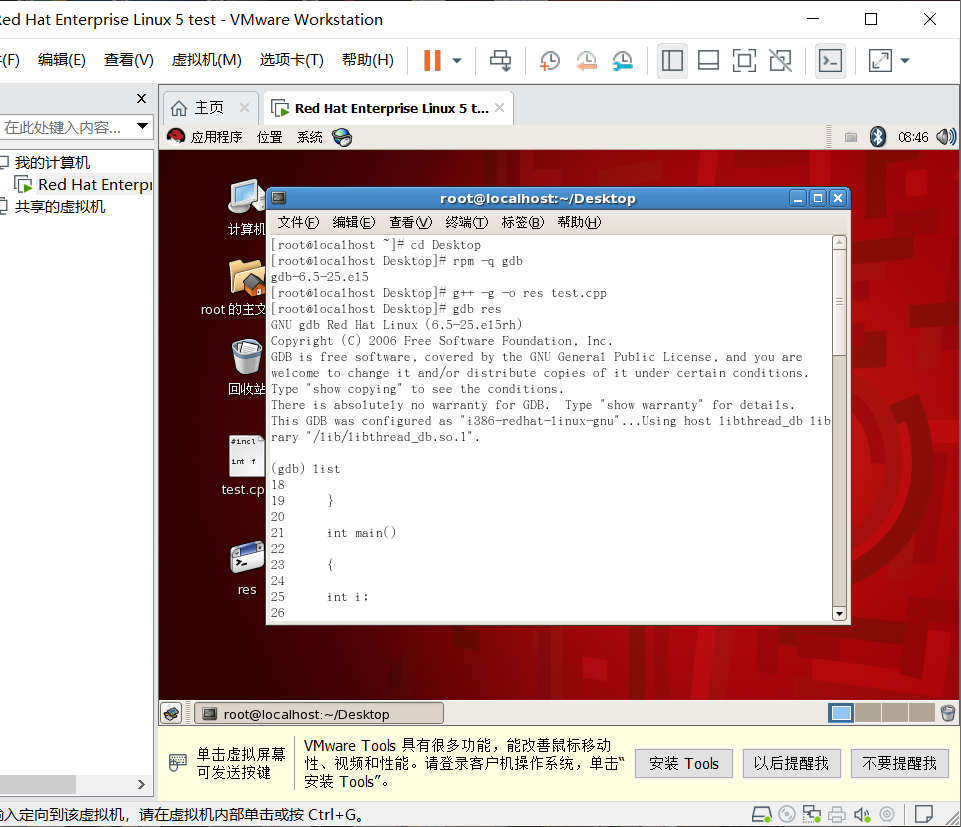 Red Hat Enterprise Linux 5 test - VMware Workstation
(F) 编辑(E) 查看(V) 虚拟机(M) 选项卡(T) 帮助(H)
在此处键入内容...
我的计算机
Red Hat Enterpr
共享的虚拟机
主页
Red Hat Enterprise Linux 5 t...
应用程序 位置 系统
08:46
计算机
root 的主文
回收站
#incl
int f
test.cp
res
root@localhost:~/Desktop
文件(F) 编辑(E) 查看(V) 终端(T) 标签(B) 帮助(H)
[root@localhost ~]# cd Desktop
[root@localhost Desktop]# rpm -q gdb
gdb-6.5-25.el5
[root@localhost Desktop]# g++ -g -o res test.cpp
[root@localhost Desktop]# gdb res
GNU gdb Red Hat Linux (6.5-25.el5rh)
Copyright (C) 2006 Free Software Foundation, Inc.
GDB is free software, covered by the GNU General Public License, and you are
welcome to change it and/or distribute copies of it under certain conditions.
Type "show copying" to see the conditions.
There is absolutely no warranty for GDB.  Type "show warranty" for details.
This GDB was configured as "i386-redhat-linux-gnu"...Using host libthread_db lib
rary "/lib/libthread_db.so.1".
(gdb) list
18
19 }
20
21 int main()
22
23 {
24
25 int i;
26
root@localhost:~/Desktop
单击虚拟屏幕
可发送按键
VMware Tools 具有很多功能，能改善鼠标移动
性、视频和性能。请登录客户机操作系统，单击“
安装 Tools”。
安装 Tools
以后提醒我
不要提醒我
输入定向到该虚拟机，请在虚拟机内部单击或按 Ctrl+G。